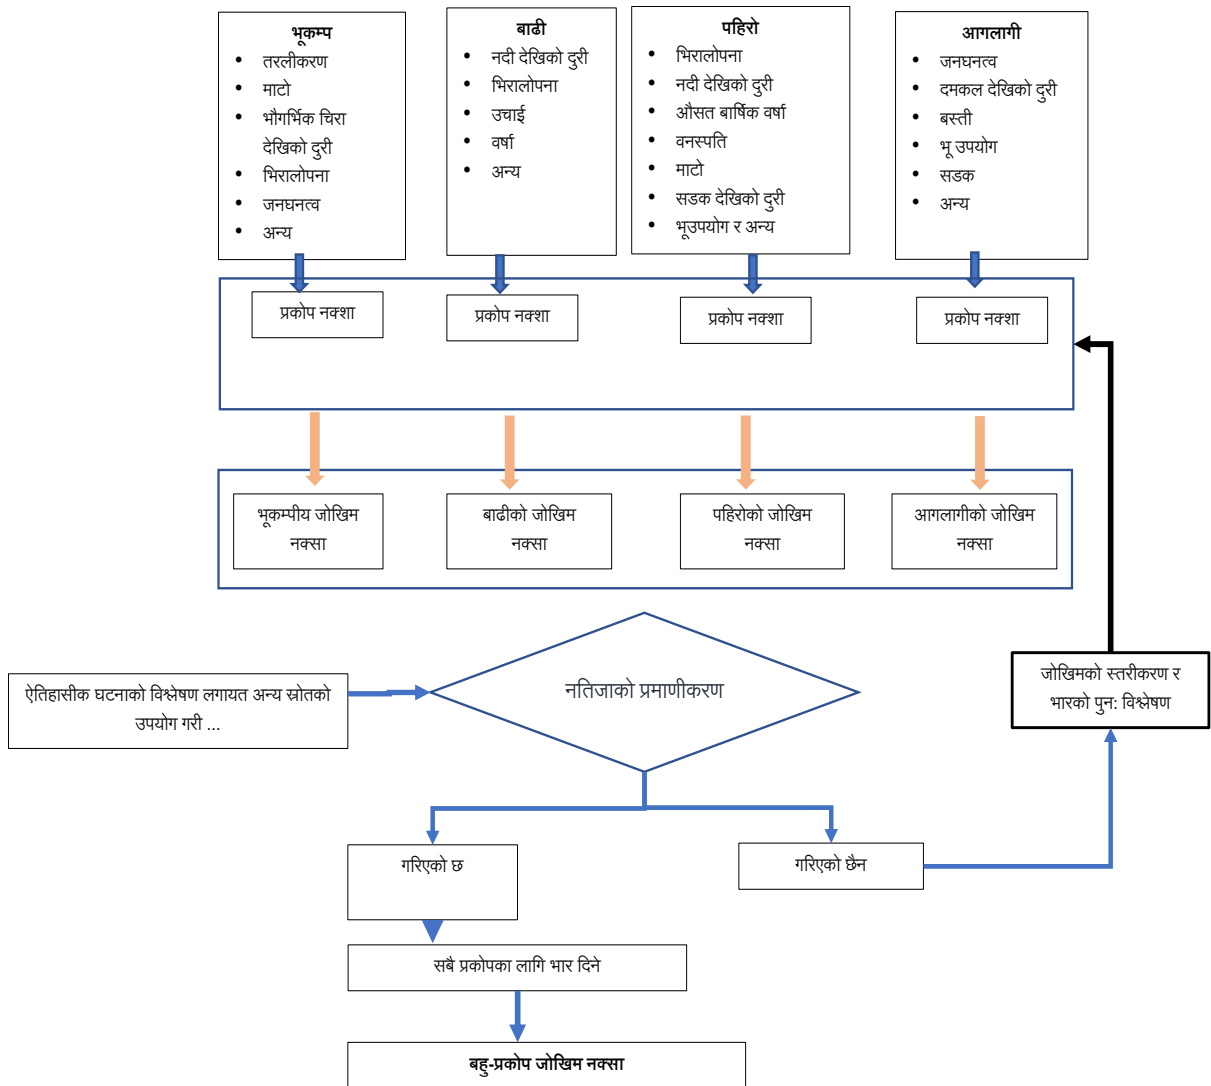 भूकम्प
तरलीकरण
माटो
भौगर्भिक चिरा
देखिको दुरी
भिरालोपना
जनघनत्व
अन्य
बाढी
नदी देखिको दुरी
भिरालोपना
उचाई
वर्षा
अन्य
पहिरो
भिरालोपना
नदी देखिको दुरी
औसत बार्षिक वर्षा
वनस्पति
माटो
सडक देखिको दुरी
भूउपयोग र अन्य
आगलागी
जनघनत्व
दमकल देखिको दुरी
बस्ती
भू उपयोग
सडक
अन्य
प्रकोप नक्शा
प्रकोप नक्शा
प्रकोप नक्शा
प्रकोप नक्शा
भूकम्पीय जोखिम
नक्सा
बाढीको जोखिम
नक्सा
पहिरोको जोखिम
नक्सा
आगलागीको जोखिम
नक्सा
ऐतिहासीक घटनाको विश्लेषण लगायत अन्य स्रोतको
उपयोग गरी ...
नतिजाको प्रमाणीकरण
जोखिमको स्तरीकरण र
भारको पुन: विश्लेषण
गरिएको छ
गरिएको छैन
सबै प्रकोपका लागि भार दिने
बहु-प्रकोप जोखिम नक्सा